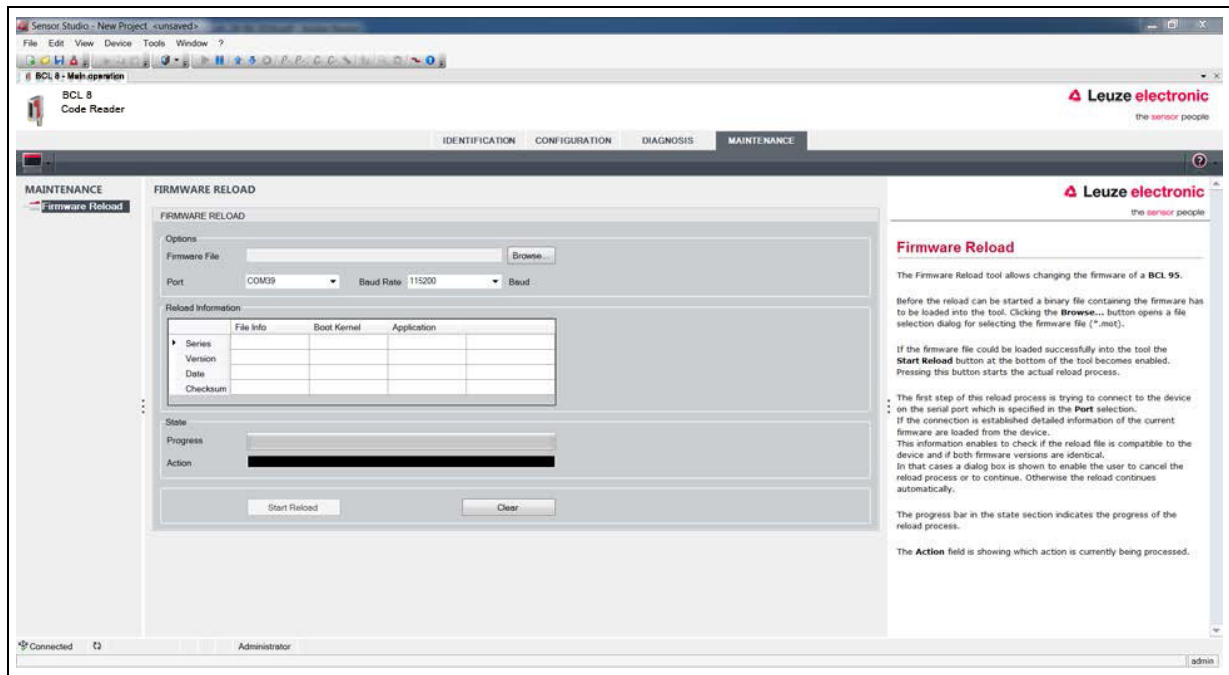 Sensor Studio - New Project <unsaved>
File Edit View Device Tools Window ?
BCL 8 - Main operation
BCL 8
Code Reader
Leuze electronic
the sensor people
IDENTIFICATION CONFIGURATION DIAGNOSIS MAINTENANCE
MAINTENANCE
Firmware Reload
FIRMWARE RELOAD
FIRMWARE RELOAD
Options
Firmware File Browse...
Port COM39 Baud Rate 115200 Baud
Reload Information
File Info Boot Kernel Application
Series
Version
Date
Checksum
State
Progress
Action
Start Reload Clear
Leuze electronic
the sensor people
Firmware Reload
The Firmware Reload tool allows changing the firmware of a BCL 95.
Before the reload can be started a binary file containing the firmware has
to be loaded into the tool. Clicking the Browse... button opens a file
selection dialog for selecting the firmware file (*.mot).
If the firmware file could be loaded successfully into the tool the
Start Reload button at the bottom of the tool becomes enabled.
Pressing this button starts the actual reload process.
The first step of this reload process is trying to connect to the device
on the serial port which is specified in the Port selection.
If the connection is established detailed information of the current
firmware are loaded from the device.
This information enables to check if the reload file is compatible to the
device and if both firmware versions are identical.
In that cases a dialog box is shown to enable the user to cancel the
reload process or to continue. Otherwise the reload continues
automatically.
The progress bar in the state section indicates the progress of the
reload process.
The Action field is showing which action is currently being processed.
Connected Administrator
admin